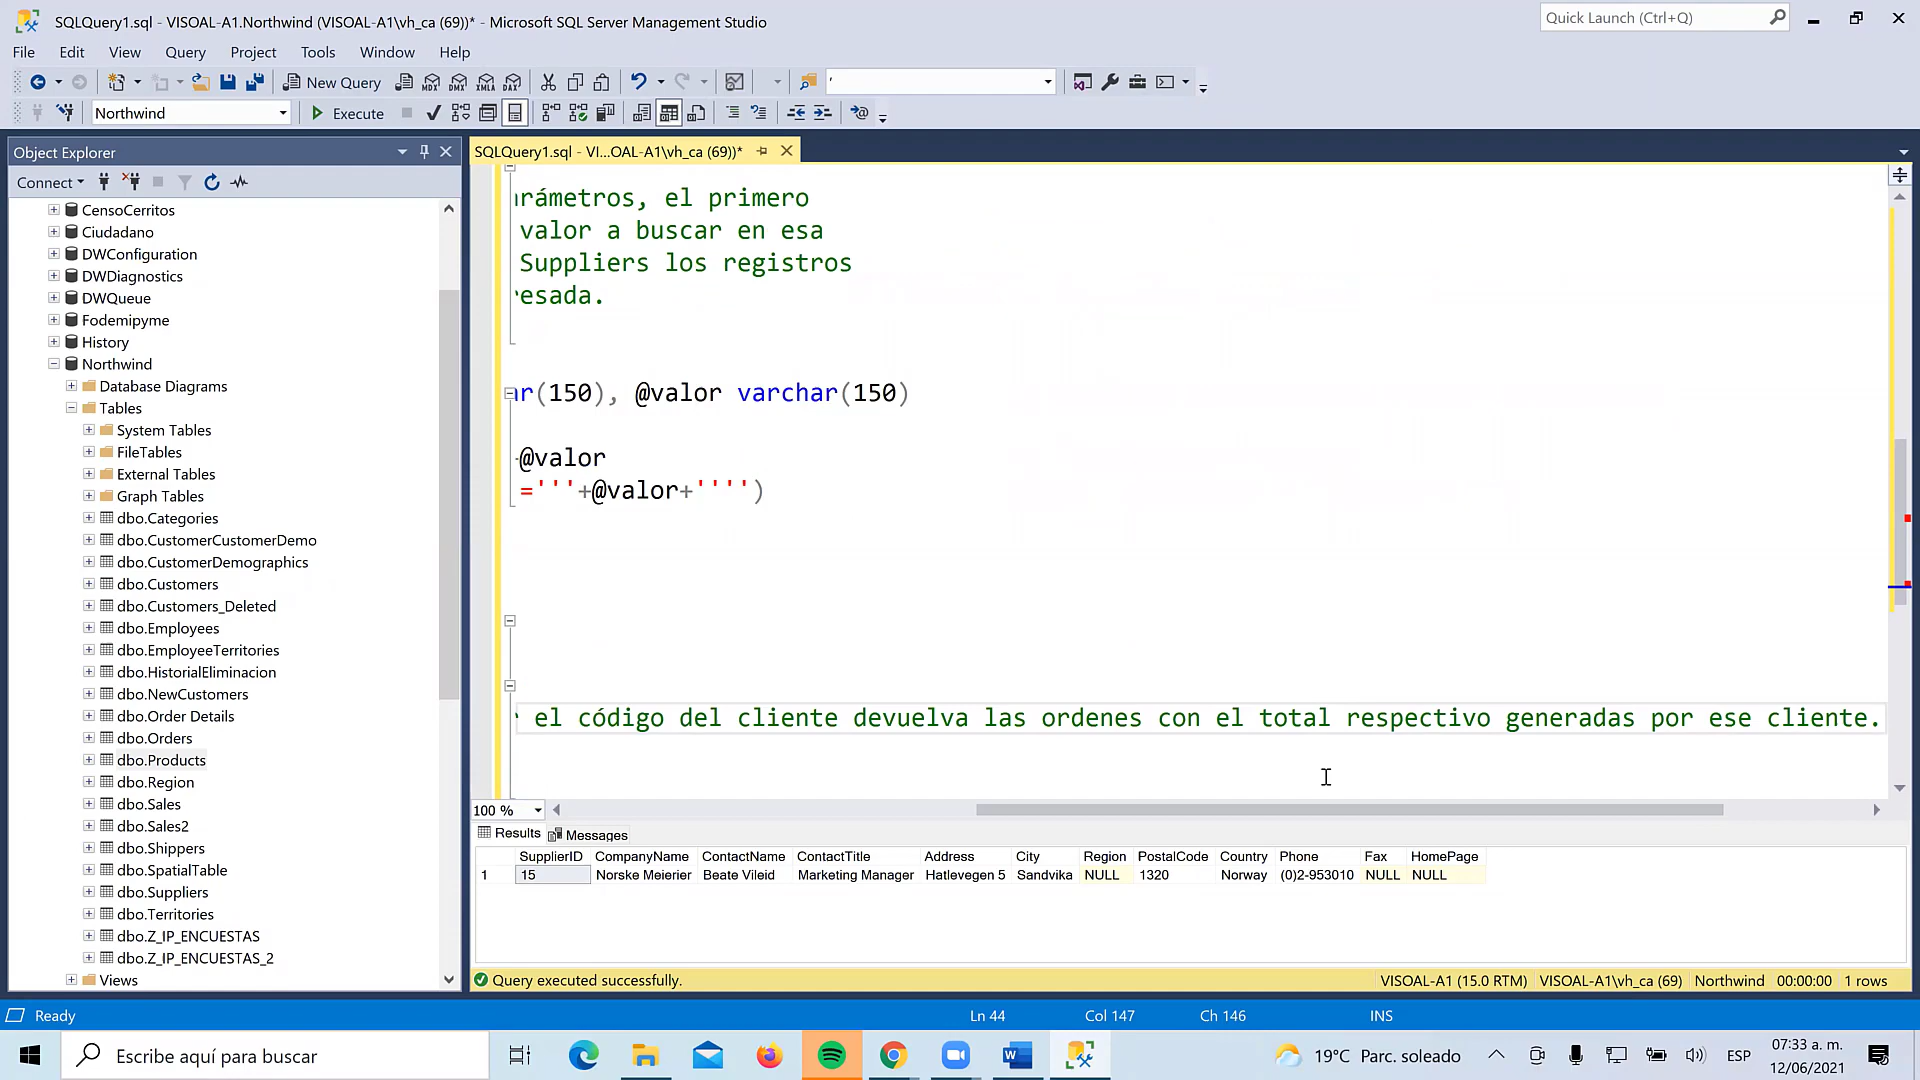 SQLQuery1.sql - VISOAL-A1.Northwind (VISOAL-A1\vh_ca (69))* - Microsoft SQL Server Management Studio
Quick Launch (Ctrl+Q)
File Edit View Query Project Tools Window Help
New Query
'
Northwind
Execute
Object Explorer
Connect
CensoCerritos
Ciudadano
DWConfiguration
DWDiagnostics
DWQueue
Fodemipyme
History
Northwind
Database Diagrams
Tables
System Tables
FileTables
External Tables
Graph Tables
dbo.Categories
dbo.CustomerCustomerDemo
dbo.CustomerDemographics
dbo.Customers
dbo.Customers_Deleted
dbo.Employees
dbo.EmployeeTerritories
dbo.HistorialEliminacion
dbo.NewCustomers
dbo.Order Details
dbo.Orders
dbo.Products
dbo.Region
dbo.Sales
dbo.Sales2
dbo.Shippers
dbo.SpatialTable
dbo.Suppliers
dbo.Territories
dbo.Z_IP_ENCUESTAS
dbo.Z_IP_ENCUESTAS_2
Views
SQLQuery1.sql - VI...OAL-A1\vh_ca (69))*
rámetros, el primero
valor a buscar en esa
Suppliers los registros
esada.
r(150), @valor varchar(150)
@valor
='''+@valor+'''')
el código del cliente devuelva las ordenes con el total respectivo generadas por ese cliente.
100 %
Results Messages
SupplierID CompanyName ContactName ContactTitle Address City Region PostalCode Country Phone Fax HomePage
1 15 Norske Meierier Beate Vileid Marketing Manager Hatlevegen 5 Sandvika NULL 1320 Norway (0)2-953010 NULL NULL
Query executed successfully. VISOAL-A1 (15.0 RTM) VISOAL-A1\vh_ca (69) Northwind 00:00:00 1 rows
Ready Ln 44 Col 147 Ch 146 INS
Escribe aquí para buscar
19°C Parc. soleado
ESP
07:33 a. m.
12/06/2021